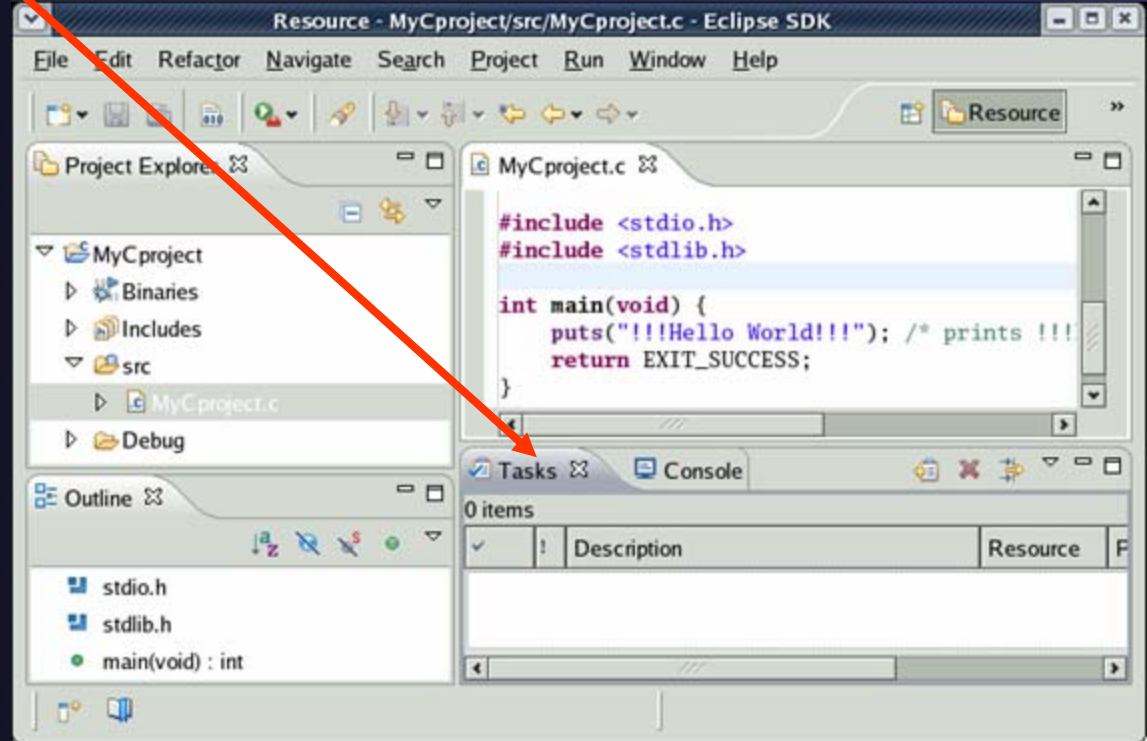 Resource - MyCproject/src/MyCproject.c - Eclipse SDK
File Edit Refactor Navigate Search Project Run Window Help
Resource
Project Explorer
MyCproject
Binaries
Includes
src
MyCproject.c
Debug
Outline
stdio.h
stdlib.h
main(void) : int
MyCproject.c
#include <stdio.h>
#include <stdlib.h>
int main(void) {
puts("!!!Hello World!!!"); /* prints !!!
return EXIT_SUCCESS;
}
Tasks Console
0 items
! Description Resource P